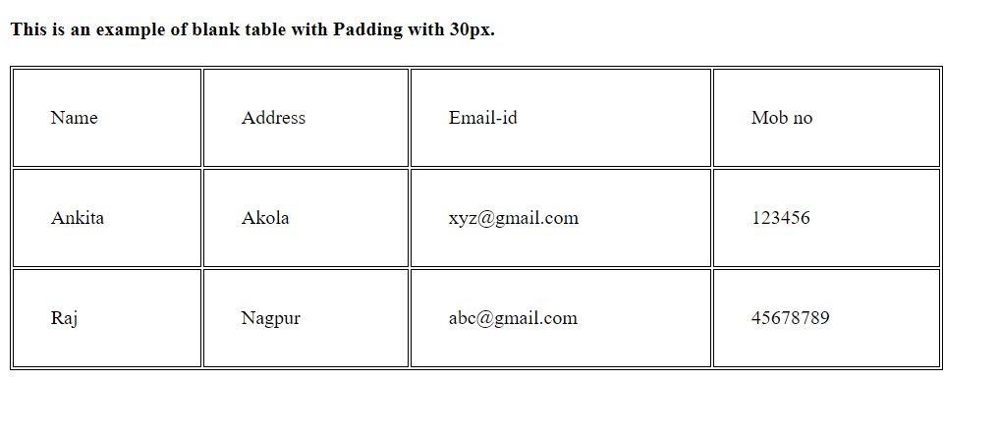 This is an example of blank table with Padding with 30px.
Name Address Email-id Mob no
Ankita Akola xyz@gmail.com 123456
Raj Nagpur abc@gmail.com 45678789